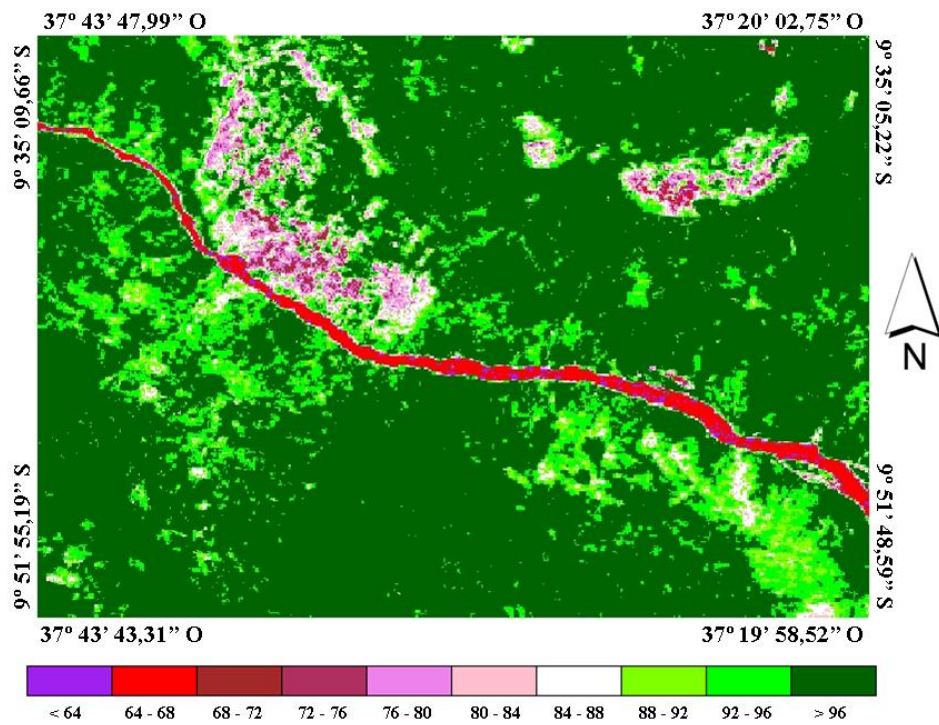 37º 43’ 47,99” O
37º 20’ 02,75” O
9º 35’ 09,66” S
9º 35’ 05,22” S
N
9º 51’ 55,19” S
9º 51’ 48,59” S
37º 43’ 43,31” O
37º 19’ 58,52” O
< 64
64 - 68
68 - 72
72 - 76
76 - 80
80 - 84
84 - 88
88 - 92
92 - 96
> 96